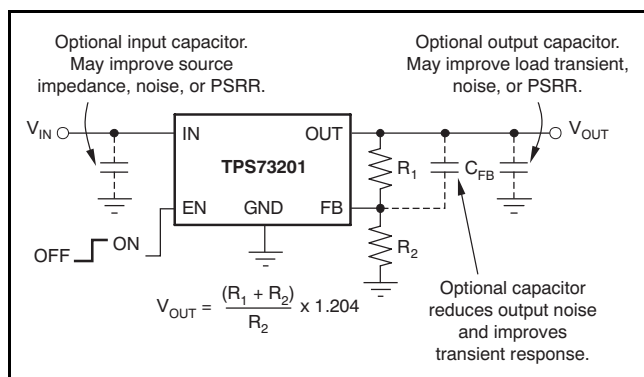 Optional input capacitor.
May improve source
impedance, noise, or PSRR.
Optional output capacitor.
May improve load transient,
noise, or PSRR.
V_IN
IN
OUT
V_OUT
TPS73201
R_1
C_FB
EN
GND
FB
OFF
ON
R_2
V_OUT = (R_1 + R_2) / R_2 x 1.204
Optional capacitor
reduces output noise
and improves
transient response.